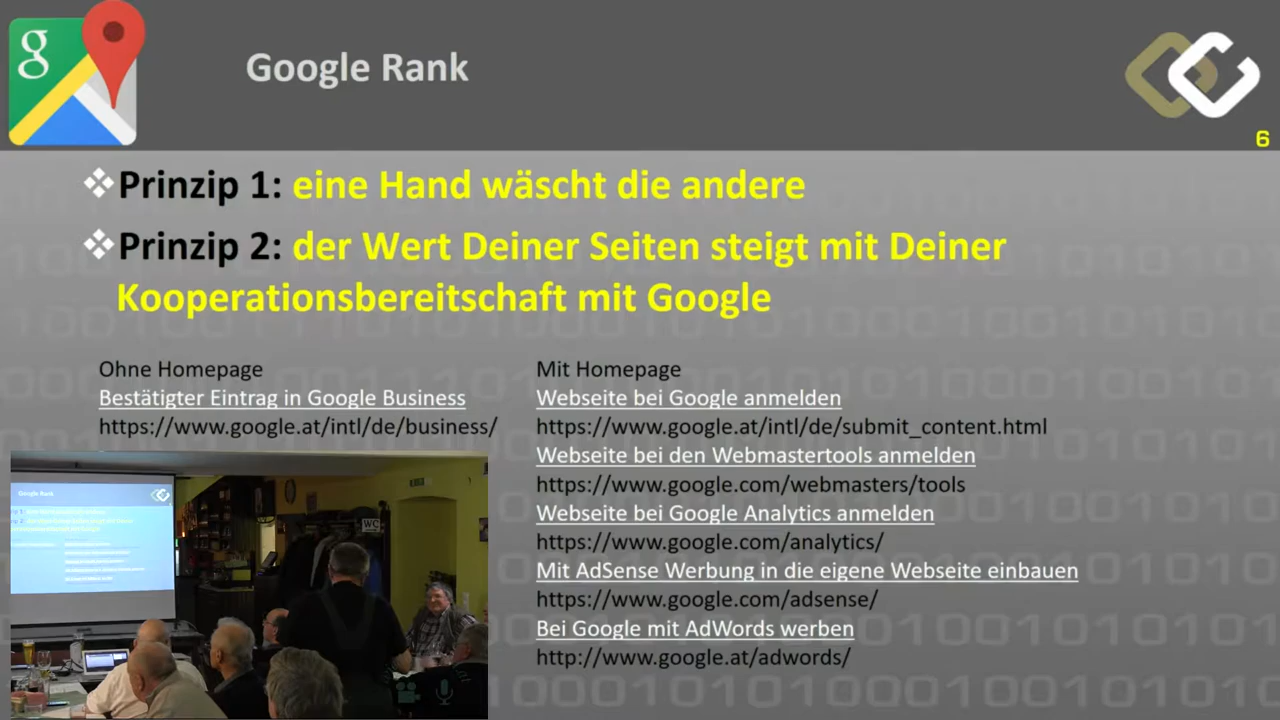 g
Google Rank
6
Prinzip 1: eine Hand wäscht die andere
Prinzip 2: der Wert Deiner Seiten steigt mit Deiner
Kooperationsbereitschaft mit Google
Ohne Homepage
Bestätigter Eintrag in Google Business
https://www.google.at/intl/de/business/
Mit Homepage
Webseite bei Google anmelden
https://www.google.at/intl/de/submit_content.html
Webseite bei den Webmastertools anmelden
https://www.google.com/webmasters/tools
Webseite bei Google Analytics anmelden
https://www.google.com/analytics/
Mit AdSense Werbung in die eigene Webseite einbauen
https://www.google.com/adsense/
Bei Google mit AdWords werben
http://www.google.at/adwords/
Google Rank
WC